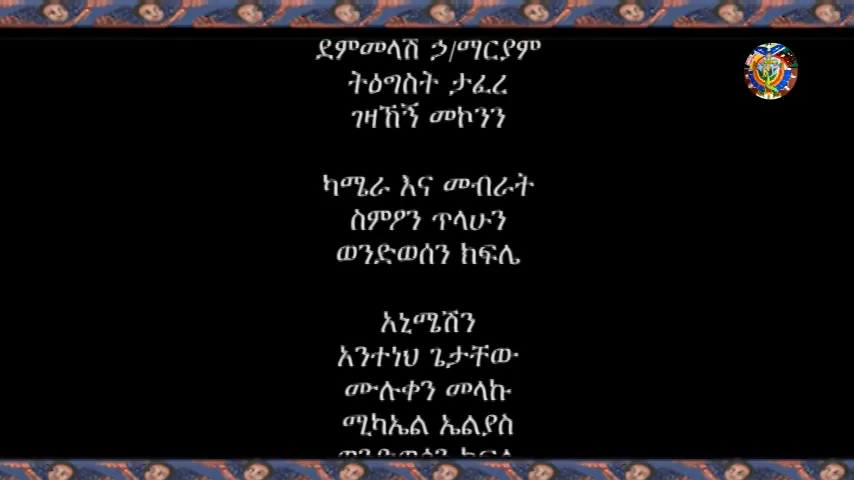 ደምመላሽ ኃ/ማርያም
ትዕግስት ታፈረ
ገዛኸኝ መኮንን
ካሜራ እና መብራት
ስምዖን ጥላሁን
ወንድወሰን ክፍሌ
አኒሜሽን
አንተነህ ጌታቸው
ሙሉቀን መላኩ
ሚካኤል ኤልያስ